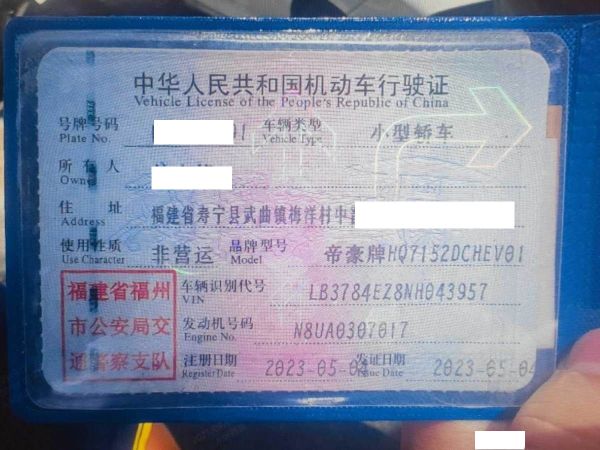 中华人民共和国机动车行驶证
Vehicle License of the People's Republic of China
号牌号码 车辆类型 小型轿车
Plate No. Vehicle Type
所有人
Owner
住址 福建省寿宁县武曲镇梅洋村中
Address
使用性质 非营运 品牌型号 帝豪牌HQ7152DCHEV01
Use Character Model
福建省福州 车辆识别代号 LB3784EZ8NH043957
VIN
市公安局交 发动机号码 N8UA0307017
Engine No.
通警察支队 注册日期 2023-05-04 发证日期 2023-05-04
Register Date Issue Date